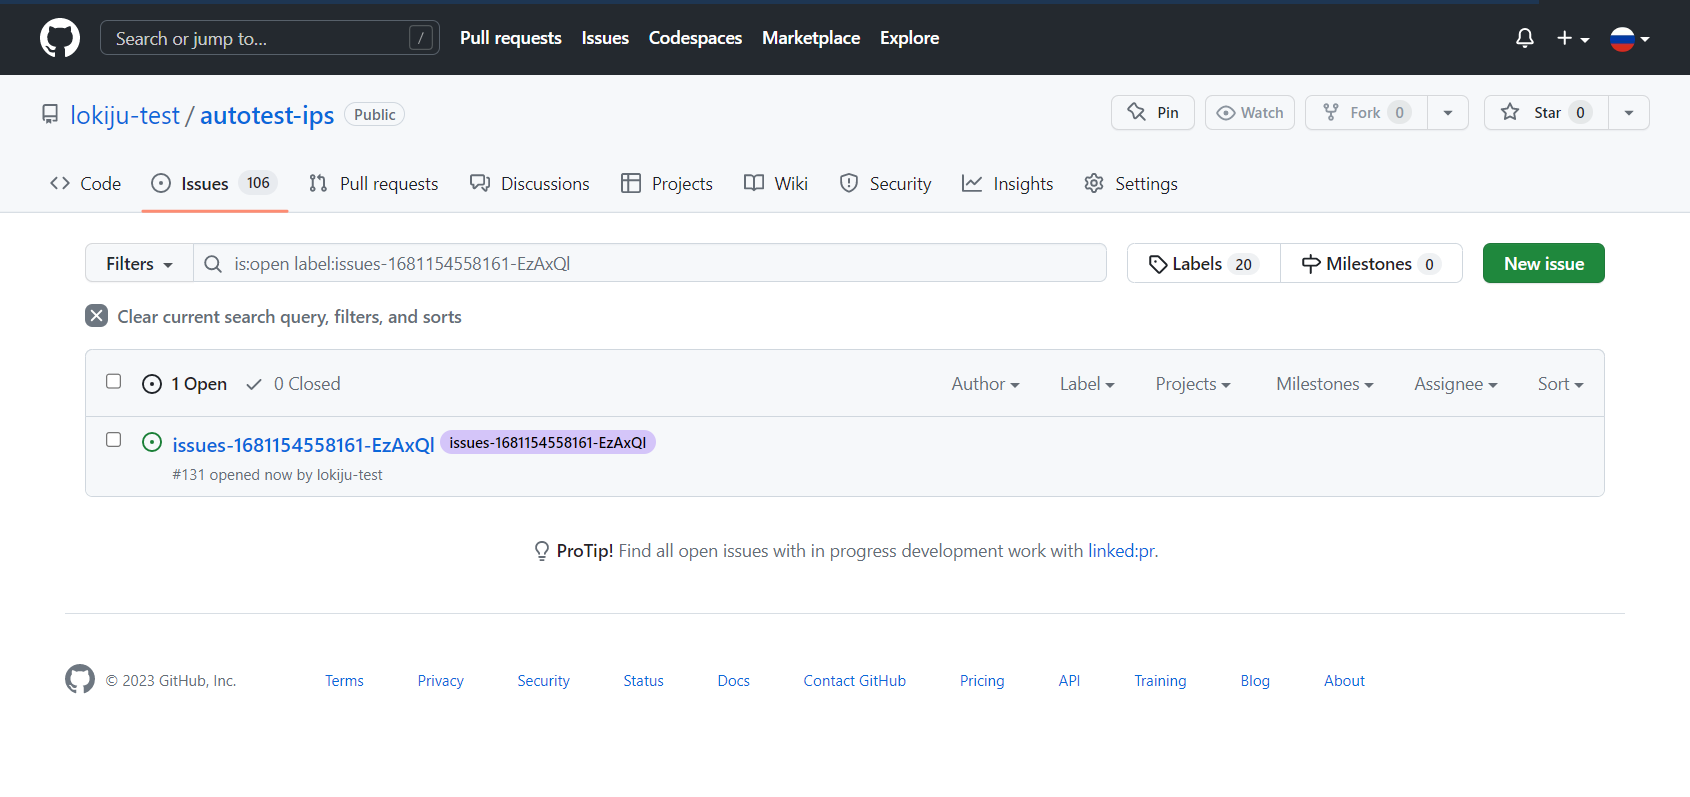 Search or jump to... /
Pull requests Issues Codespaces Marketplace Explore
lokiju-test / autotest-ips Public
Pin Watch Fork 0 Star 0
Code Issues 106 Pull requests Discussions Projects Wiki Security Insights Settings
Filters is:open label:issues-1681154558161-EzAxQl Labels 20 Milestones 0 New issue
Clear current search query, filters, and sorts
1 Open 0 Closed Author Label Projects Milestones Assignee Sort
issues-1681154558161-EzAxQl issues-1681154558161-EzAxQl
#131 opened now by lokiju-test
ProTip! Find all open issues with in progress development work with linked:pr.
© 2023 GitHub, Inc. Terms Privacy Security Status Docs Contact GitHub Pricing API Training Blog About